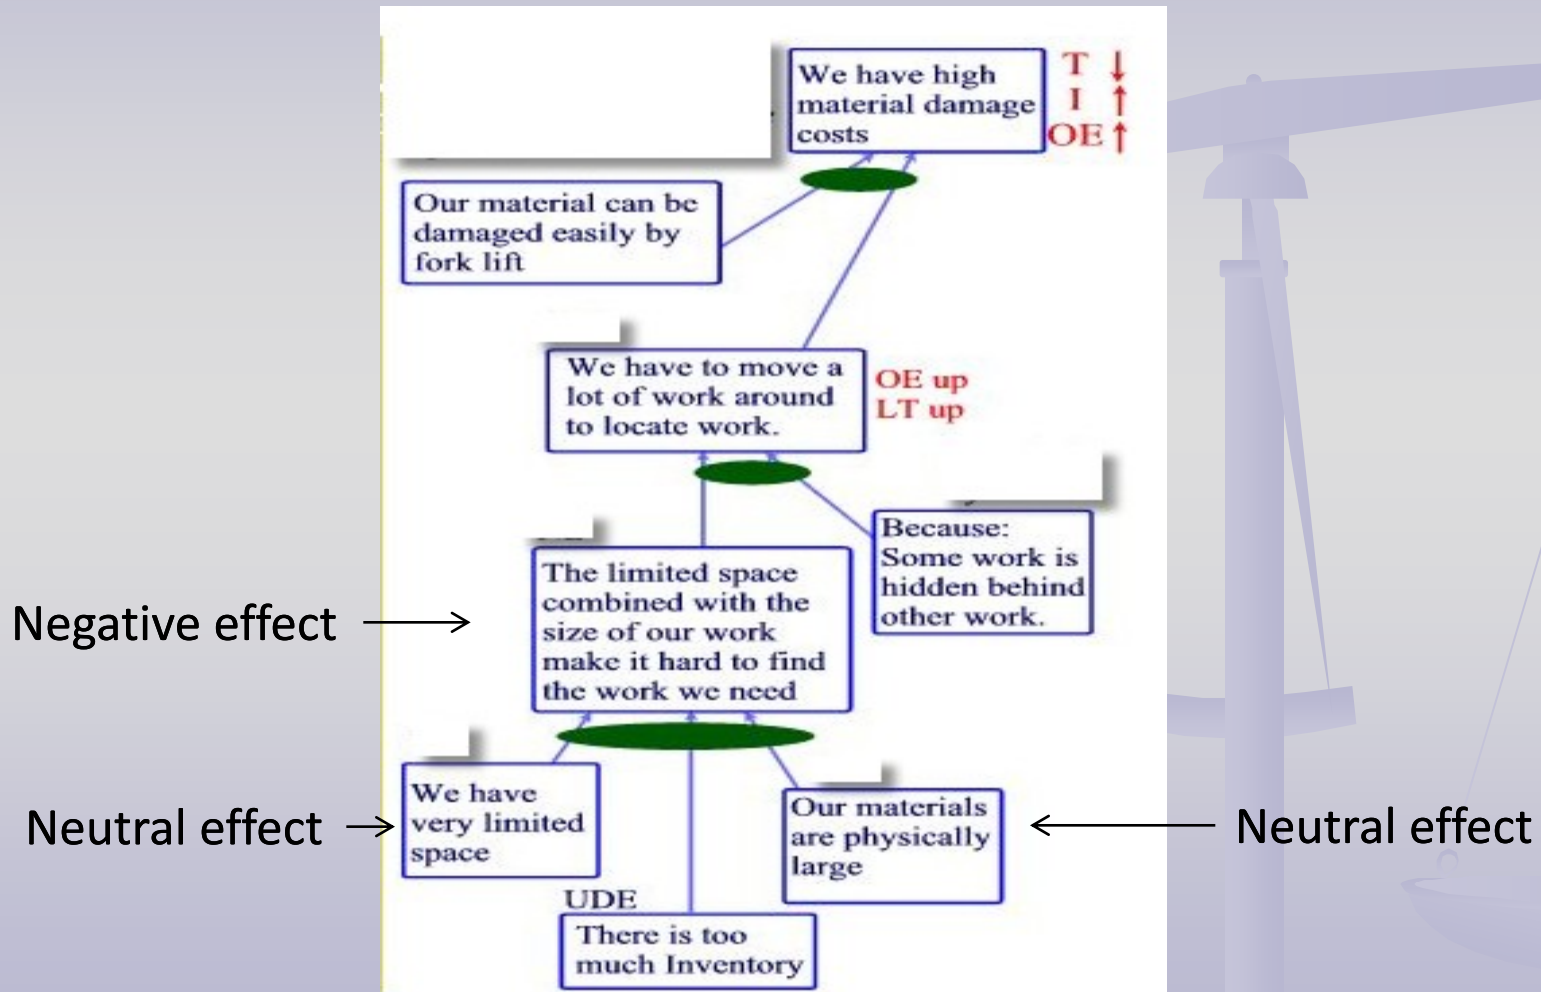 We have high
material damage
costs
T ↓
I ↑
OE ↑
Our material can be
damaged easily by
fork lift
We have to move a
lot of work around
to locate work.
OE up
LT up
Because:
Some work is
hidden behind
other work.
The limited space
combined with the
size of our work
make it hard to find
the work we need
Negative effect
We have
very limited
space
Neutral effect
Our materials
are physically
large
Neutral effect
UDE
There is too
much Inventory